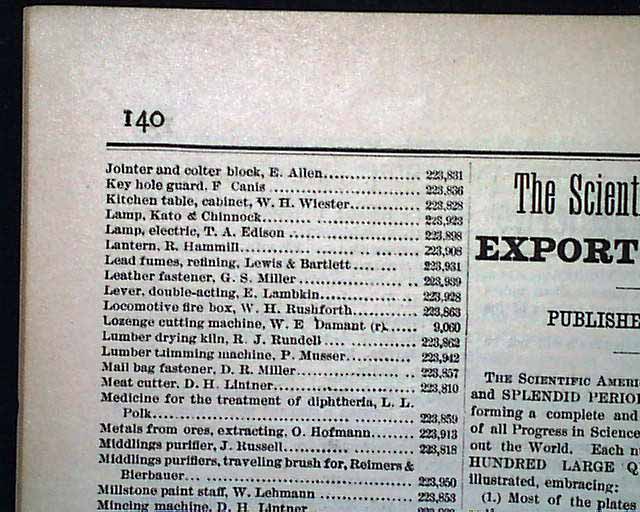 140
Jointer and colter block, E. Allen.................. 223,831
Key hole guard. F Canis ........................... 223,836
Kitchen table, cabinet, W. H. Wiester.............. 223,828
Lamp, Kato & Chinnock......... .................... 223,923
Lamp, electric, T. A. Edison ...................... 223,898
Lantern, R. Hammill................................ 223,908
Lead fumes, refining, Lewis & Bartlett.... ... 223,931
Leather fastener, G. S. Miller .................. .. 223,939
Lever, double-acting, E. Lambkin................... 223,928
Locomotive fire box, W. H. Rushforth............... 223,863
Lozenge cutting machine, W. E Damant (r)...... 9,060
Lumber drying kiln, R. J. Rundell .... ............ 223,862
Lumber trimming machine, P. Musser........ .. 223,942
Mail bag fastener, D. R. Miller.................... 223,857
Meat cutter, D. H. Lintner......................... 223,810
Medicine for the treatment of diphtheria, L. L.
Polk............................................... 223,859
Metals from ores, extracting, O. Hofmann....... 223,913
Middlings purifier, J. Russell..................... 223,818
Middlings purifiers, traveling brush for, Reimers &
Bierbauer... ...................................... 223,950
Millstone paint staff, W. Lehmann ................ 223,853
Mincing machine, D. H. Lintner
The Scient
EXPORT
PUBLISHE
THE SCIENTIFIC AMERI
and SPLENDID PERIO
forming a complete and
of all Progress in Science
out the World. Each n
HUNDRED LARGE Q
illustrated, embracing:
(1.) Most of the plates